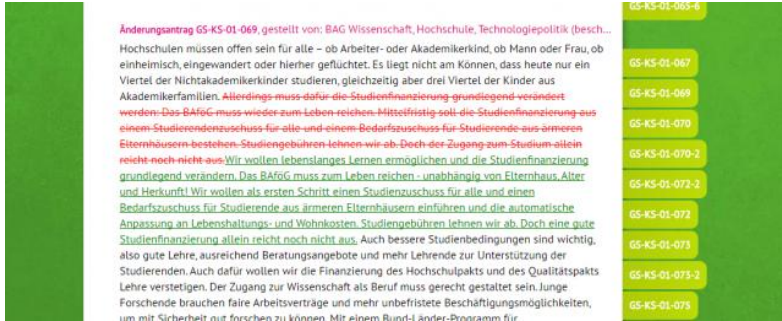 GS-KS-01-065-6
Änderungsantrag GS-KS-01-069, gestellt von: BAG Wissenschaft, Hochschule, Technologiepolitik (besch...
Hochschulen müssen offen sein für alle – ob Arbeiter- oder Akademikerkind, ob Mann oder Frau, ob
einheimisch, eingewandert oder hierher geflüchtet. Es liegt nicht am Können, dass heute nur ein
Viertel der Nichtakademikerkinder studieren, gleichzeitig aber drei Viertel der Kinder aus
Akademikerfamilien. Allerdings muss dafür die Studienfinanzierung grundlegend verändert
werden: Das BAföG muss wieder zum Leben reichen. Mittelfristig soll die Studienfinanzierung aus
einem Studierendenzuschuss für alle und einem Bedarfszuschuss für Studierende aus ärmeren
Elternhäusern bestehen. Studiengebühren lehnen wir ab. Doch der Zugang zum Studium allein
reicht noch nicht aus.Wir wollen lebenslanges Lernen ermöglichen und die Studienfinanzierung
grundlegend verändern. Das BAföG muss zum Leben reichen - unabhängig von Elternhaus, Alter
und Herkunft! Wir wollen als ersten Schritt einen Studienzuschuss für alle und einen
Bedarfszuschuss für Studierende aus ärmeren Elternhäusern einführen und die automatische
Anpassung an Lebenshaltungs- und Wohnkosten. Studiengebühren lehnen wir ab. Doch eine gute
Studienfinanzierung allein reicht noch nicht aus. Auch bessere Studienbedingungen sind wichtig,
also gute Lehre, ausreichend Beratungsangebote und mehr Lehrende zur Unterstützung der
Studierenden. Auch dafür wollen wir die Finanzierung des Hochschulpakts und des Qualitätspakts
Lehre verstetigen. Der Zugang zur Wissenschaft als Beruf muss gerecht gestaltet sein. Junge
Forschende brauchen faire Arbeitsverträge und mehr unbefristete Beschäftigungsmöglichkeiten,
um mit Sicherheit gut forschen zu können. Mit einem Bund-Länder-Programm für
GS-KS-01-067
GS-KS-01-069
GS-KS-01-070
GS-KS-01-070-2
GS-KS-01-072-2
GS-KS-01-072
GS-KS-01-073
GS-KS-01-073-2
GS-KS-01-075